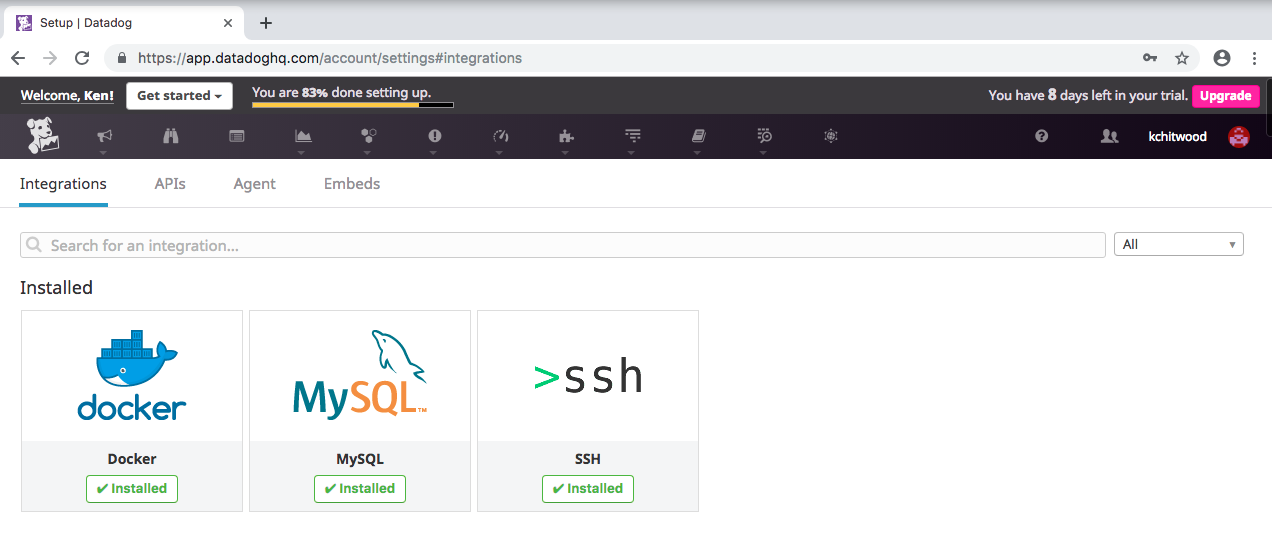 Setup | Datadog
https://app.datadoghq.com/account/settings#integrations
Welcome, Ken!
Get started
You are 83% done setting up.
You have 8 days left in your trial.
Upgrade
kchitwood
Integrations
APIs
Agent
Embeds
Search for an integration...
All
Installed
docker
MySQL™
>ssh
Docker
MySQL
SSH
✔ Installed
✔ Installed
✔ Installed